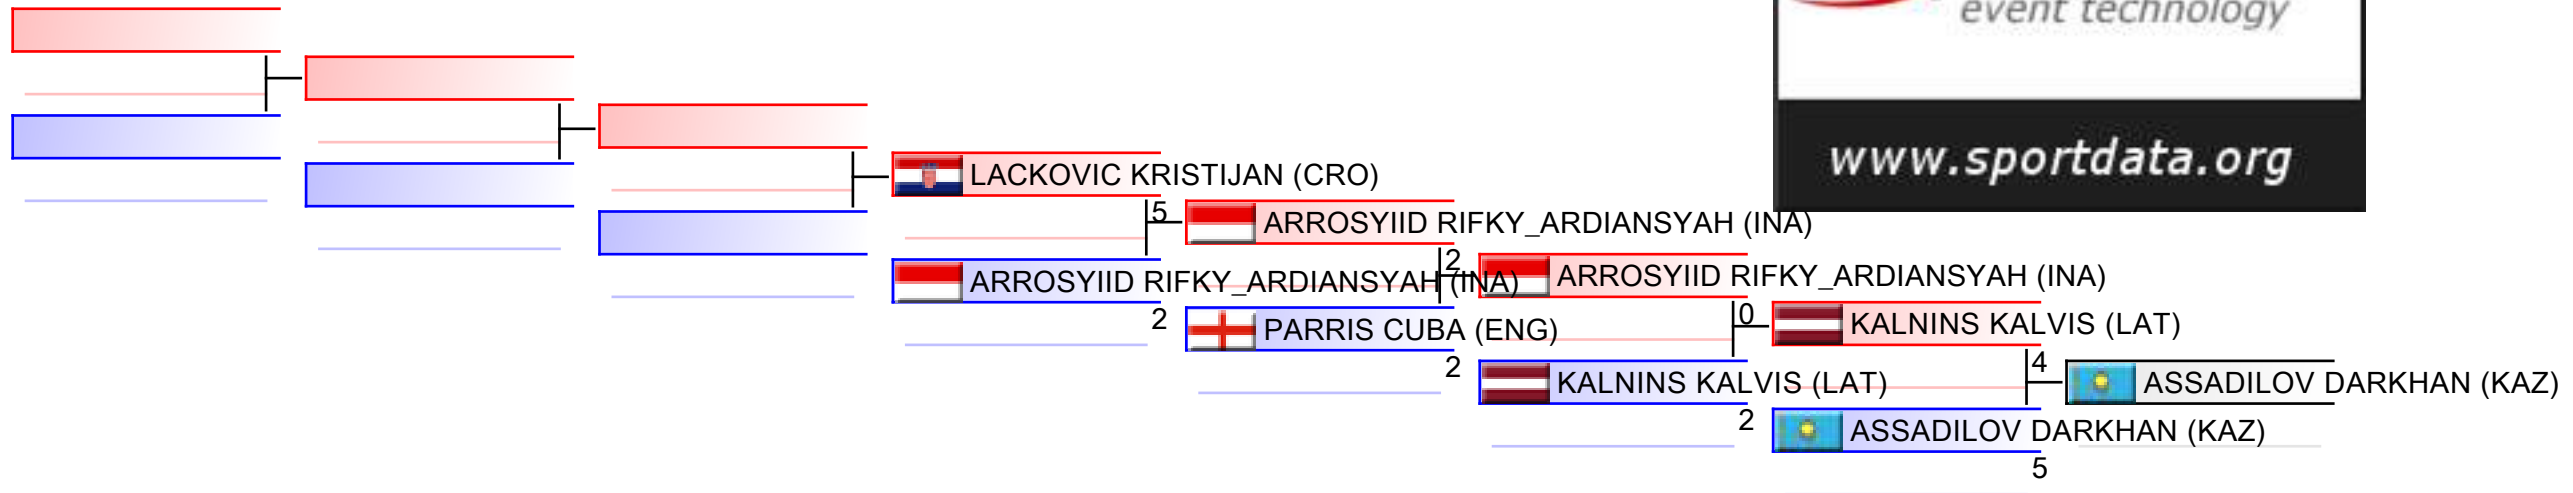 event technology
www.sportdata.org
LACKOVIC KRISTIJAN (CRO)
5
ARROSYIID RIFKY_ARDIANSYAH (INA)
ARROSYIID RIFKY_ARDIANSYAH (INA)
2
2
ARROSYIID RIFKY_ARDIANSYAH (INA)
PARRIS CUBA (ENG)
2
0
KALNINS KALVIS (LAT)
KALNINS KALVIS (LAT)
2
4
ASSADILOV DARKHAN (KAZ)
ASSADILOV DARKHAN (KAZ)
5